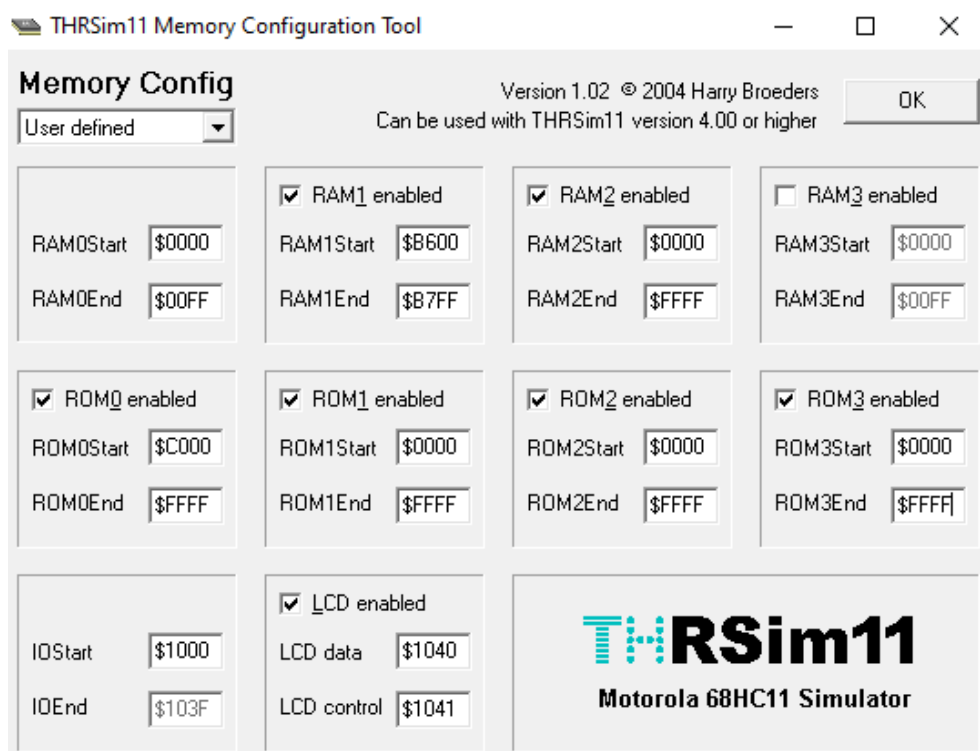 THRSim11 Memory Configuration Tool
Memory Config
Version 1.02 © 2004 Harry Broeders
Can be used with THRSim11 version 4.00 or higher
OK
User defined
RAM0Start $0000
RAM0End $00FF
RAM1 enabled
RAM1Start $B600
RAM1End $B7FF
RAM2 enabled
RAM2Start $0000
RAM2End $FFFF
RAM3 enabled
RAM3Start $0000
RAM3End $00FF
ROM0 enabled
ROM0Start $C000
ROM0End $FFFF
ROM1 enabled
ROM1Start $0000
ROM1End $FFFF
ROM2 enabled
ROM2Start $0000
ROM2End $FFFF
ROM3 enabled
ROM3Start $0000
ROM3End $FFFF
IOStart $1000
IOEnd $103F
LCD enabled
LCD data $1040
LCD control $1041
THRSim11
Motorola 68HC11 Simulator